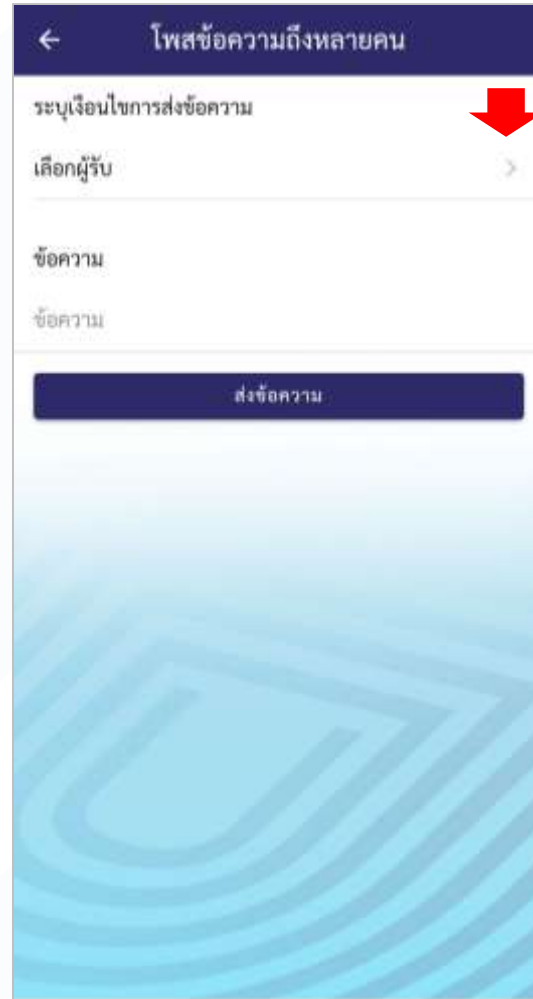 โพสข้อความถึงหลายคน
ระบุเงื่อนไขการส่งข้อความ
เลือกผู้รับ
ข้อความ
ข้อความ
ส่งข้อความ